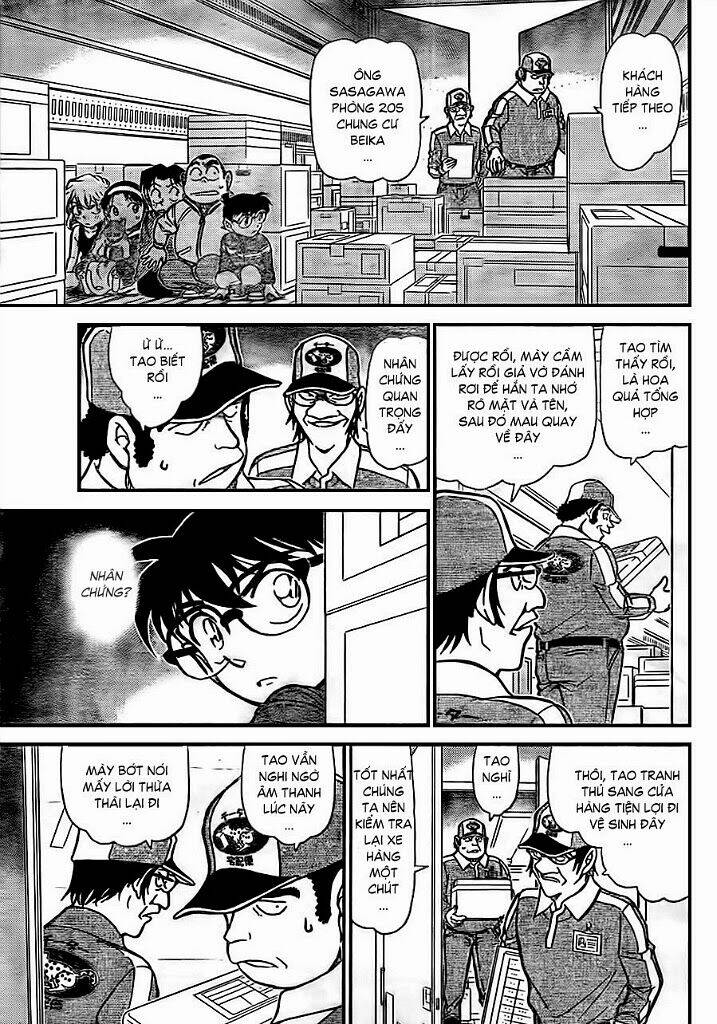 KHÁCH
HÀNG
TIẾP THEO
...
ÔNG
SASAGAWA
PHÒNG 205
CHUNG CƯ
BEIKA
...
TAO TÌM
THẤY RỒI,
LÀ HOA
QUẢ TỔNG
HỢP
...
ĐƯỢC RỒI, MÀY CẦM
LẤY RỒI GIẢ VỜ ĐÁNH
RƠI ĐỂ HẮN TA NHỚ
RÕ MẶT VÀ TÊN,
SAU ĐÓ MAU QUAY
VỀ ĐÂY
...
NHÂN
CHỨNG
QUAN
TRỌNG
ĐẤY
Ừ Ừ...
TAO BIẾT
RỒI
...
NHÂN
CHỨNG?
THÔI, TAO TRANH
THỦ SANG CỬA
HÀNG TIỆN LỢI ĐI
VỆ SINH ĐÂY
...
TAO
NGHĨ
...
TỐT NHẤT
CHÚNG
TA NÊN
KIỂM TRA
LẠI XE
HÀNG
MỘT
CHÚT
TAO VẪN
NGHI NGỜ
ÂM THANH
LÚC NÀY
...
MÀY BỚT NÓI
MẤY LỜI THỪA
THÃI LẠI ĐI
...
宅配便